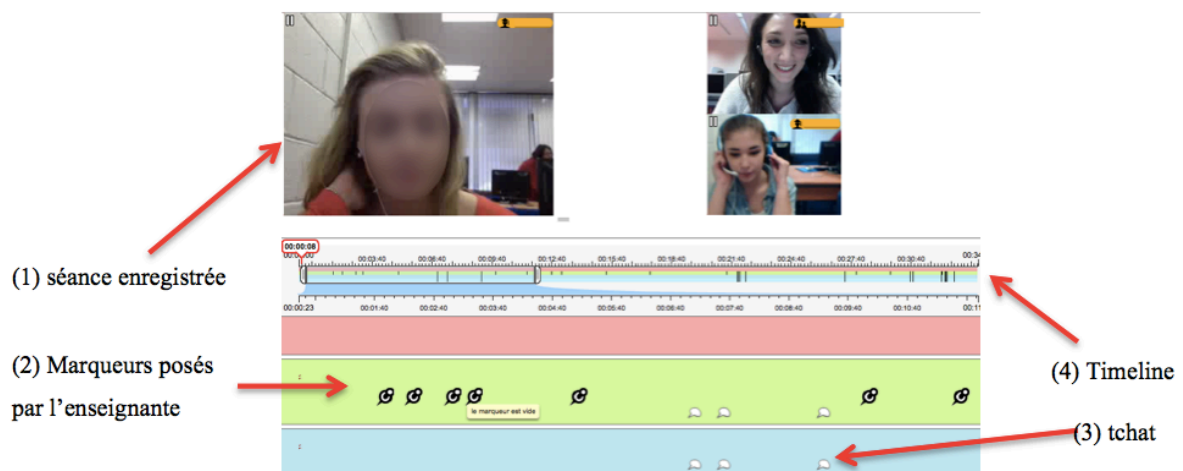 (1) séance enregistrée
00:00:08
00:03:40 00:06:40 00:09:40 00:12:40 00:15:40 00:18:40 00:21:40 00:24:40 00:27:40 00:30:40 00:34
00:00:23 00:01:40 00:02:40 00:03:40 00:04:40 00:05:40 00:06:40 00:07:40 00:08:40 00:09:40 00:10:40 00:11
(2) Marqueurs posés
par l’enseignante
le marqueur est vide
(4) Timeline
(3) tchat